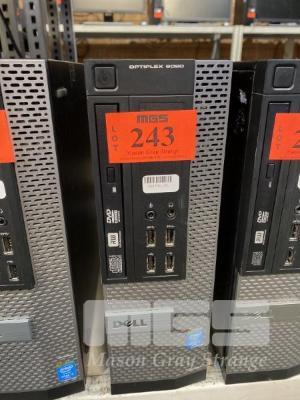 OPTIPLEX 9020
MGS
LOT
243
Mason Gray Strange
DVD
DELL
MGS
Mason Gray Strange